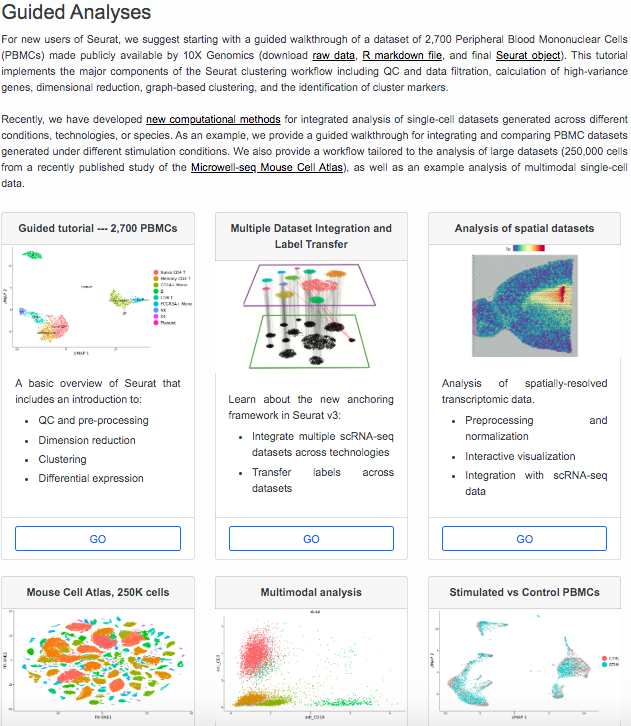 Guided Analyses
For new users of Seurat, we suggest starting with a guided walkthrough of a dataset of 2,700 Peripheral Blood Mononuclear Cells
(PBMCs) made publicly available by 10X Genomics (download raw data, R markdown file, and final Seurat object). This tutorial
implements the major components of the Seurat clustering workflow including QC and data filtration, calculation of high-variance
genes, dimensional reduction, graph-based clustering, and the identification of cluster markers.
Recently, we have developed new computational methods for integrated analysis of single-cell datasets generated across different
conditions, technologies, or species. As an example, we provide a guided walkthrough for integrating and comparing PBMC datasets
generated under different stimulation conditions. We also provide a workflow tailored to the analysis of large datasets (250,000 cells
from a recently published study of the Microwell-seq Mouse Cell Atlas), as well as an example analysis of multimodal single-cell
data.
Guided tutorial --- 2,700 PBMCs
UMAP 2
Naive CD4 T
Memory CD4 T
CD14+ Mono
B
CD8 T
FCGR3A+ Mono
NK
DC
Platelet
UMAP 1
A basic overview of Seurat that
includes an introduction to:
QC and pre-processing
Dimension reduction
Clustering
Differential expression
GO
Multiple Dataset Integration and
Label Transfer
Learn about the new anchoring
framework in Seurat v3:
Integrate multiple scRNA-seq
datasets across technologies
Transfer labels across
datasets
GO
Analysis of spatial datasets
Analysis of spatially-resolved
transcriptomic data.
Preprocessing and
normalization
Interactive visualization
Integration with scRNA-seq
data
GO
Mouse Cell Atlas, 250K cells
FIt-SNE2
FIt-SNE1
Multimodal analysis
adt_CD19
Stimulated vs Control PBMCs
UMAP 2
CTRL
STIM
UMAP 1